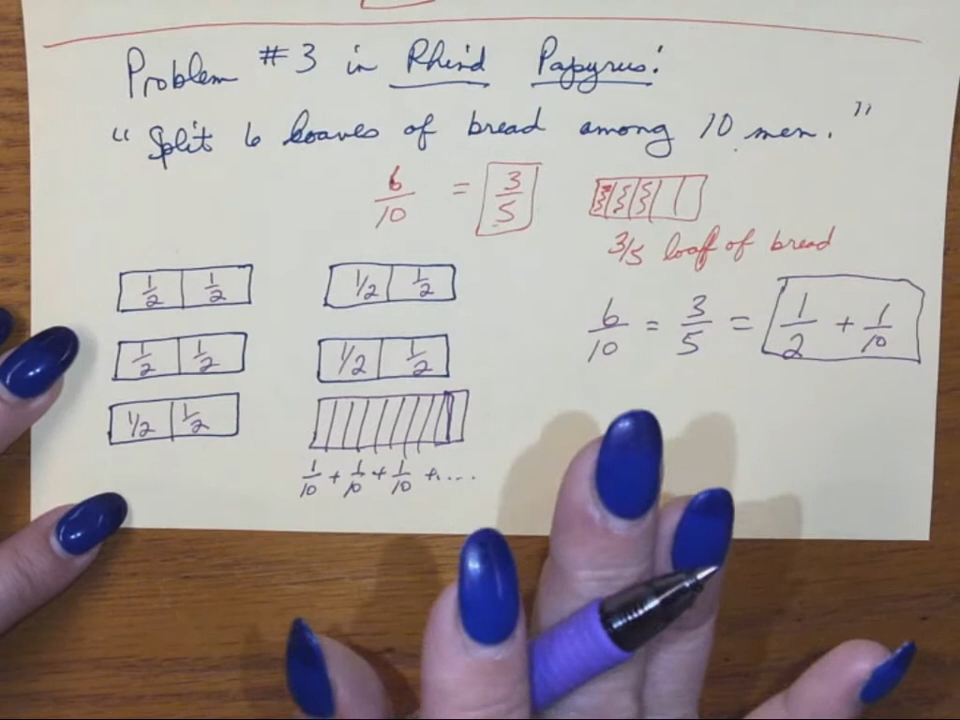 Problem #3 in Rhind Papyrus:
"Split 6 loaves of bread among 10 men."
6/10 = 3/5
3/5 loaf of bread
1/2 1/2 1/2 1/2
6/10 = 3/5 = 1/2 + 1/10
1/2 1/2 1/2 1/2
1/2 1/2
1/10 + 1/10 + 1/10 + ....